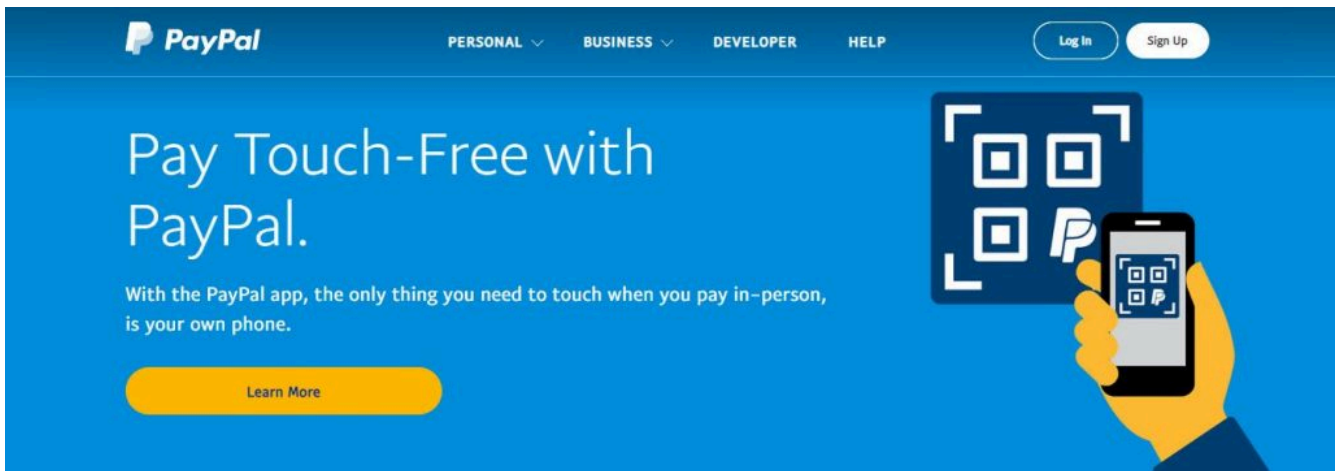 PayPal
PERSONAL BUSINESS DEVELOPER HELP
Log In Sign Up
Pay Touch-Free with
PayPal.
With the PayPal app, the only thing you need to touch when you pay in-person,
is your own phone.
Learn More